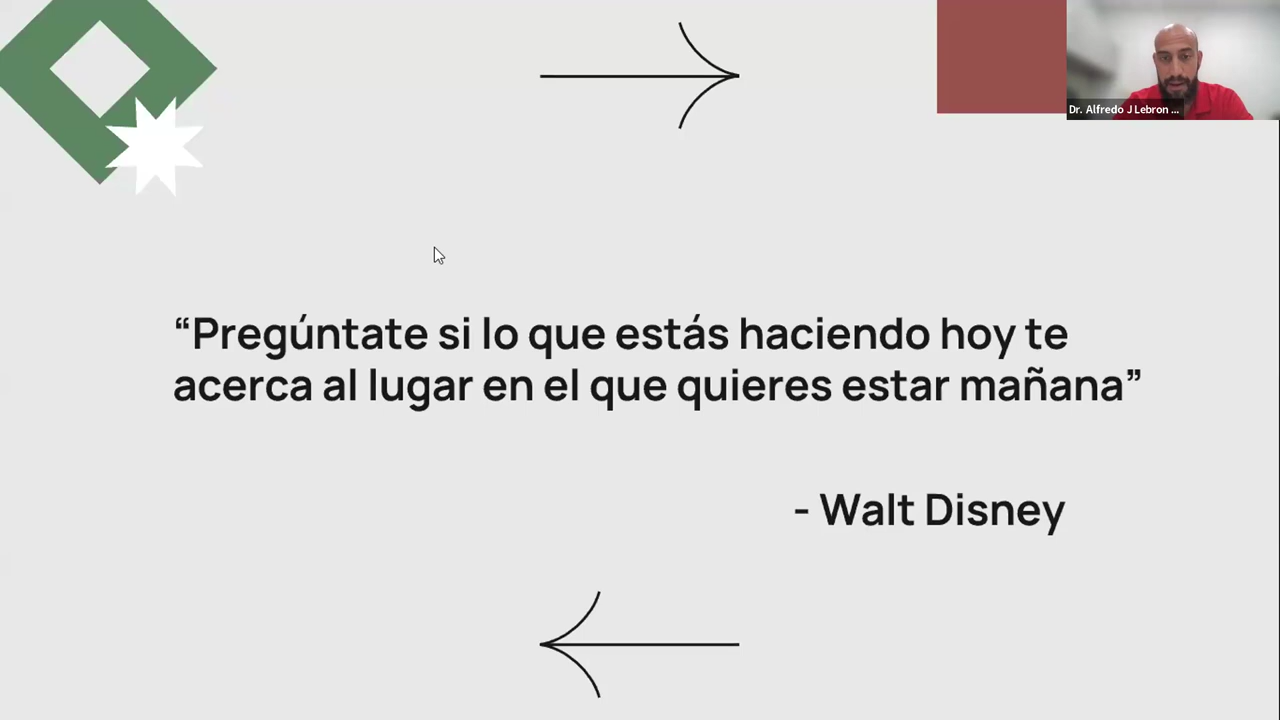 Dr. Alfredo J Lebron ...
“Pregúntate si lo que estás haciendo hoy te
acerca al lugar en el que quieres estar mañana”
- Walt Disney